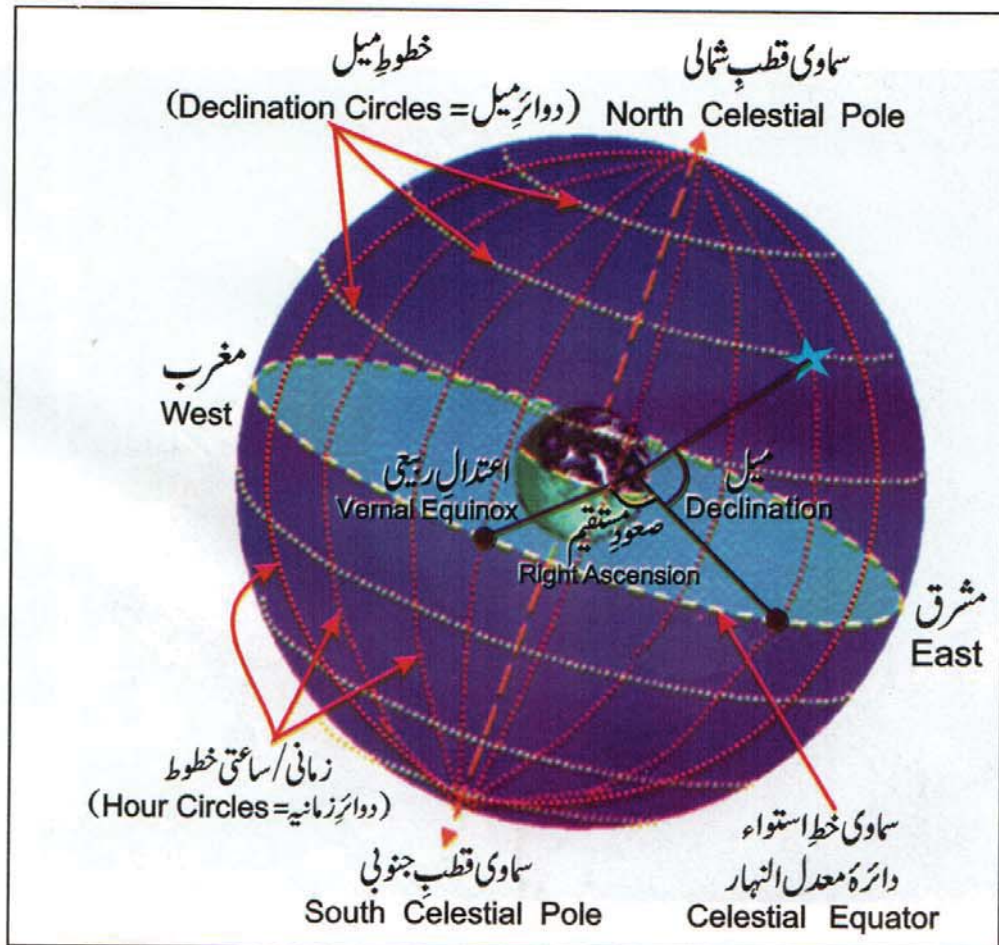 خطوطِ میل
(دوائرِ میل = Declination Circles)
سماوی قطبِ شمالی
North Celestial Pole
مغرب
West
اعتدالِ ربیعی
Vernal Equinox
میل
Declination
صعودِ مستقیم
Right Ascension
مشرق
East
زمانی/ساعتی خطوط
(دوائرِ زمانیہ = Hour Circles)
سماوی قطبِ جنوبی
South Celestial Pole
سماوی خطِ استواء
دائرۂ معدل النہار
Celestial Equator